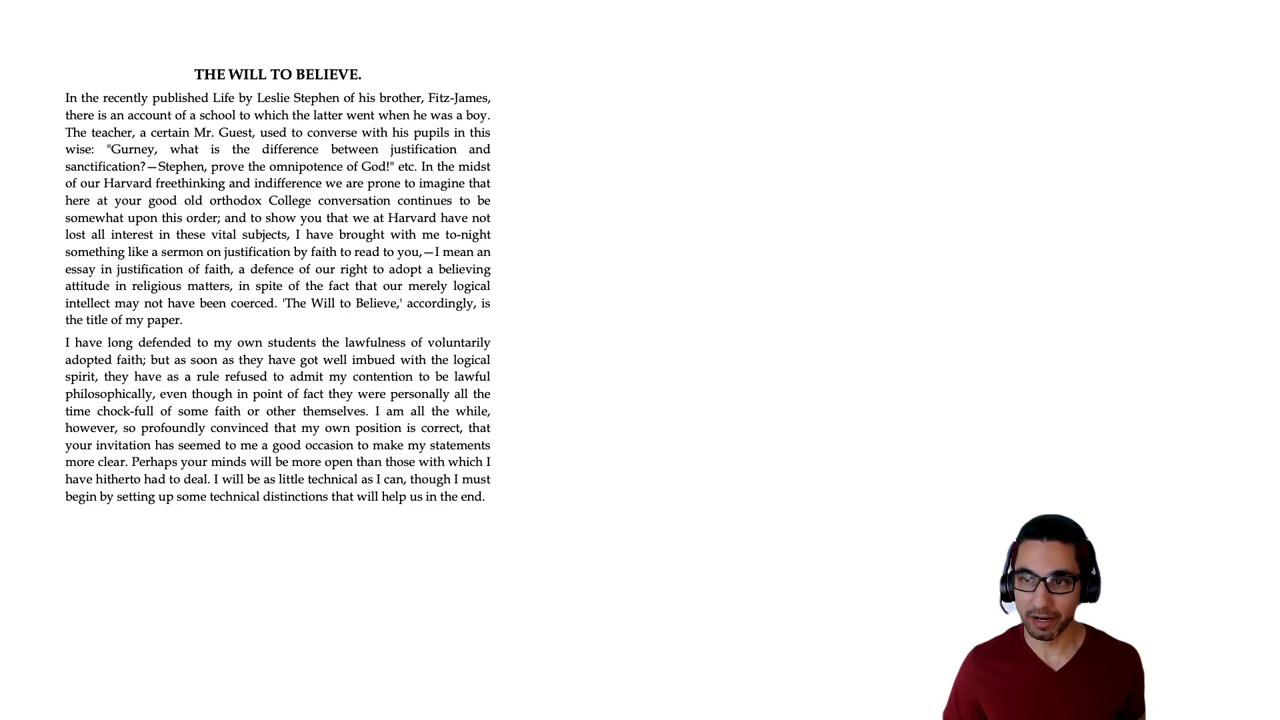 THE WILL TO BELIEVE.
In the recently published Life by Leslie Stephen of his brother, Fitz-James,
there is an account of a school to which the latter went when he was a boy.
The teacher, a certain Mr. Guest, used to converse with his pupils in this
wise: "Gurney, what is the difference between justification and
sanctification?—Stephen, prove the omnipotence of God!" etc. In the midst
of our Harvard freethinking and indifference we are prone to imagine that
here at your good old orthodox College conversation continues to be
somewhat upon this order; and to show you that we at Harvard have not
lost all interest in these vital subjects, I have brought with me to-night
something like a sermon on justification by faith to read to you,—I mean an
essay in justification of faith, a defence of our right to adopt a believing
attitude in religious matters, in spite of the fact that our merely logical
intellect may not have been coerced. 'The Will to Believe,' accordingly, is
the title of my paper.
I have long defended to my own students the lawfulness of voluntarily
adopted faith; but as soon as they have got well imbued with the logical
spirit, they have as a rule refused to admit my contention to be lawful
philosophically, even though in point of fact they were personally all the
time chock-full of some faith or other themselves. I am all the while,
however, so profoundly convinced that my own position is correct, that
your invitation has seemed to me a good occasion to make my statements
more clear. Perhaps your minds will be more open than those with which I
have hitherto had to deal. I will be as little technical as I can, though I must
begin by setting up some technical distinctions that will help us in the end.